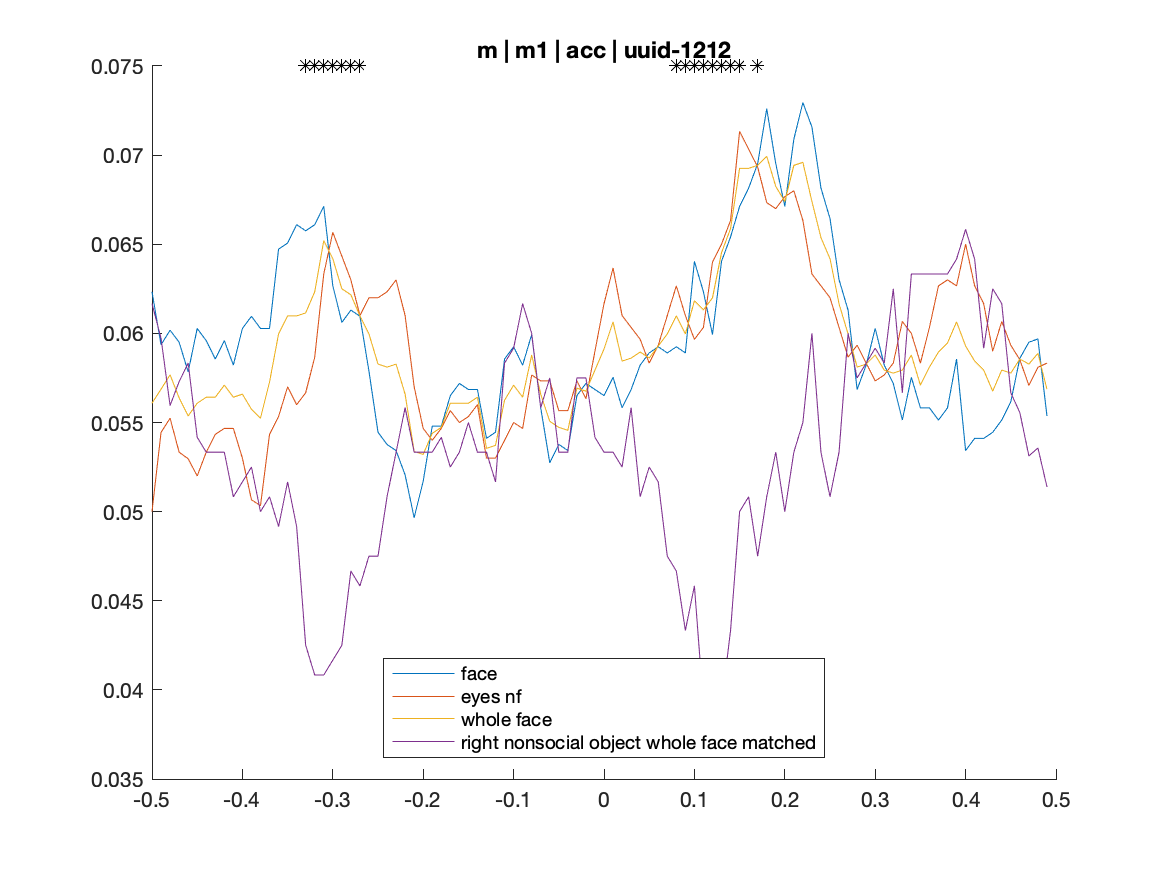 m | m1 | acc | uuid-1212
0.075
0.07
0.065
0.06
0.055
0.05
0.045
0.04
0.035
face
eyes nf
whole face
right nonsocial object whole face matched
-0.5 -0.4 -0.3 -0.2 -0.1 0 0.1 0.2 0.3 0.4 0.5